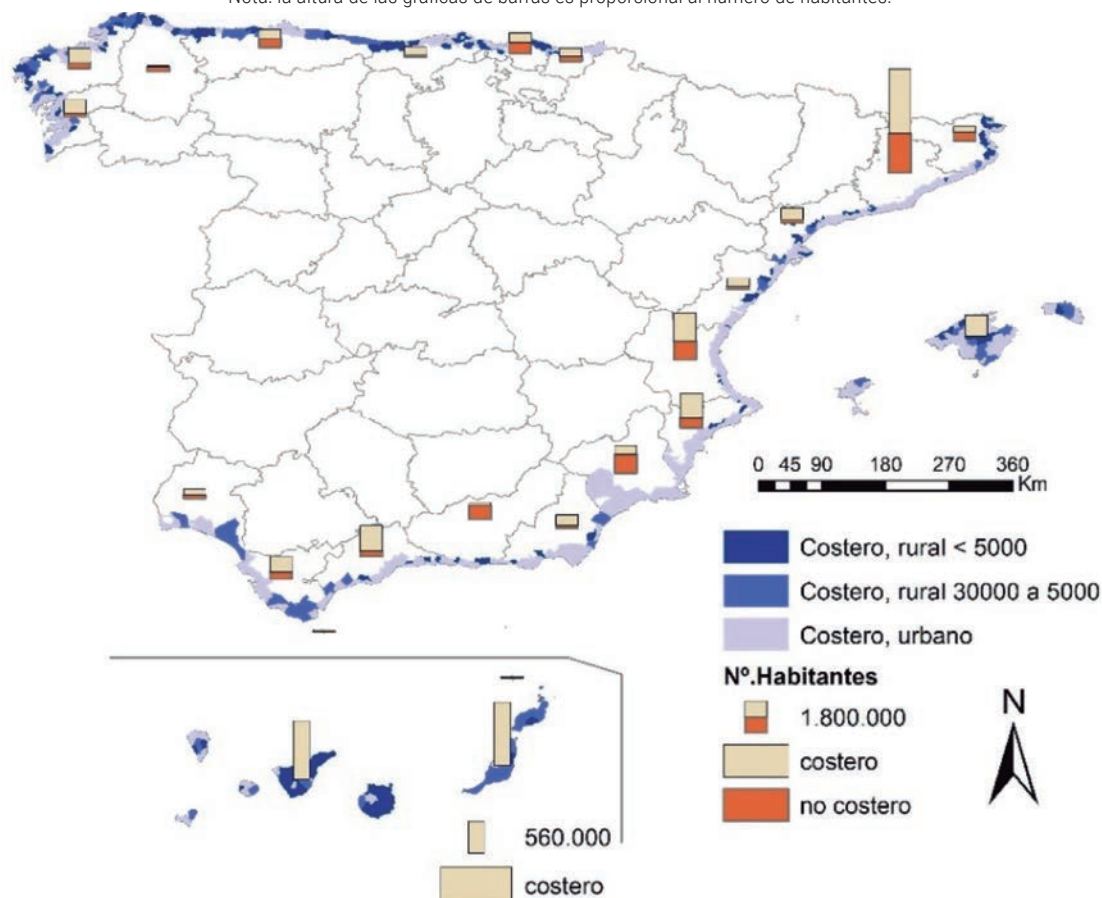 Nota: la altura de las gráficas de barras es proporcional al número de habitantes.
0 45 90 180 270 360
Km
Costero, rural < 5000
Costero, rural 30000 a 5000
Costero, urbano
Nº.Habitantes
1.800.000
costero
no costero
N
560.000
costero